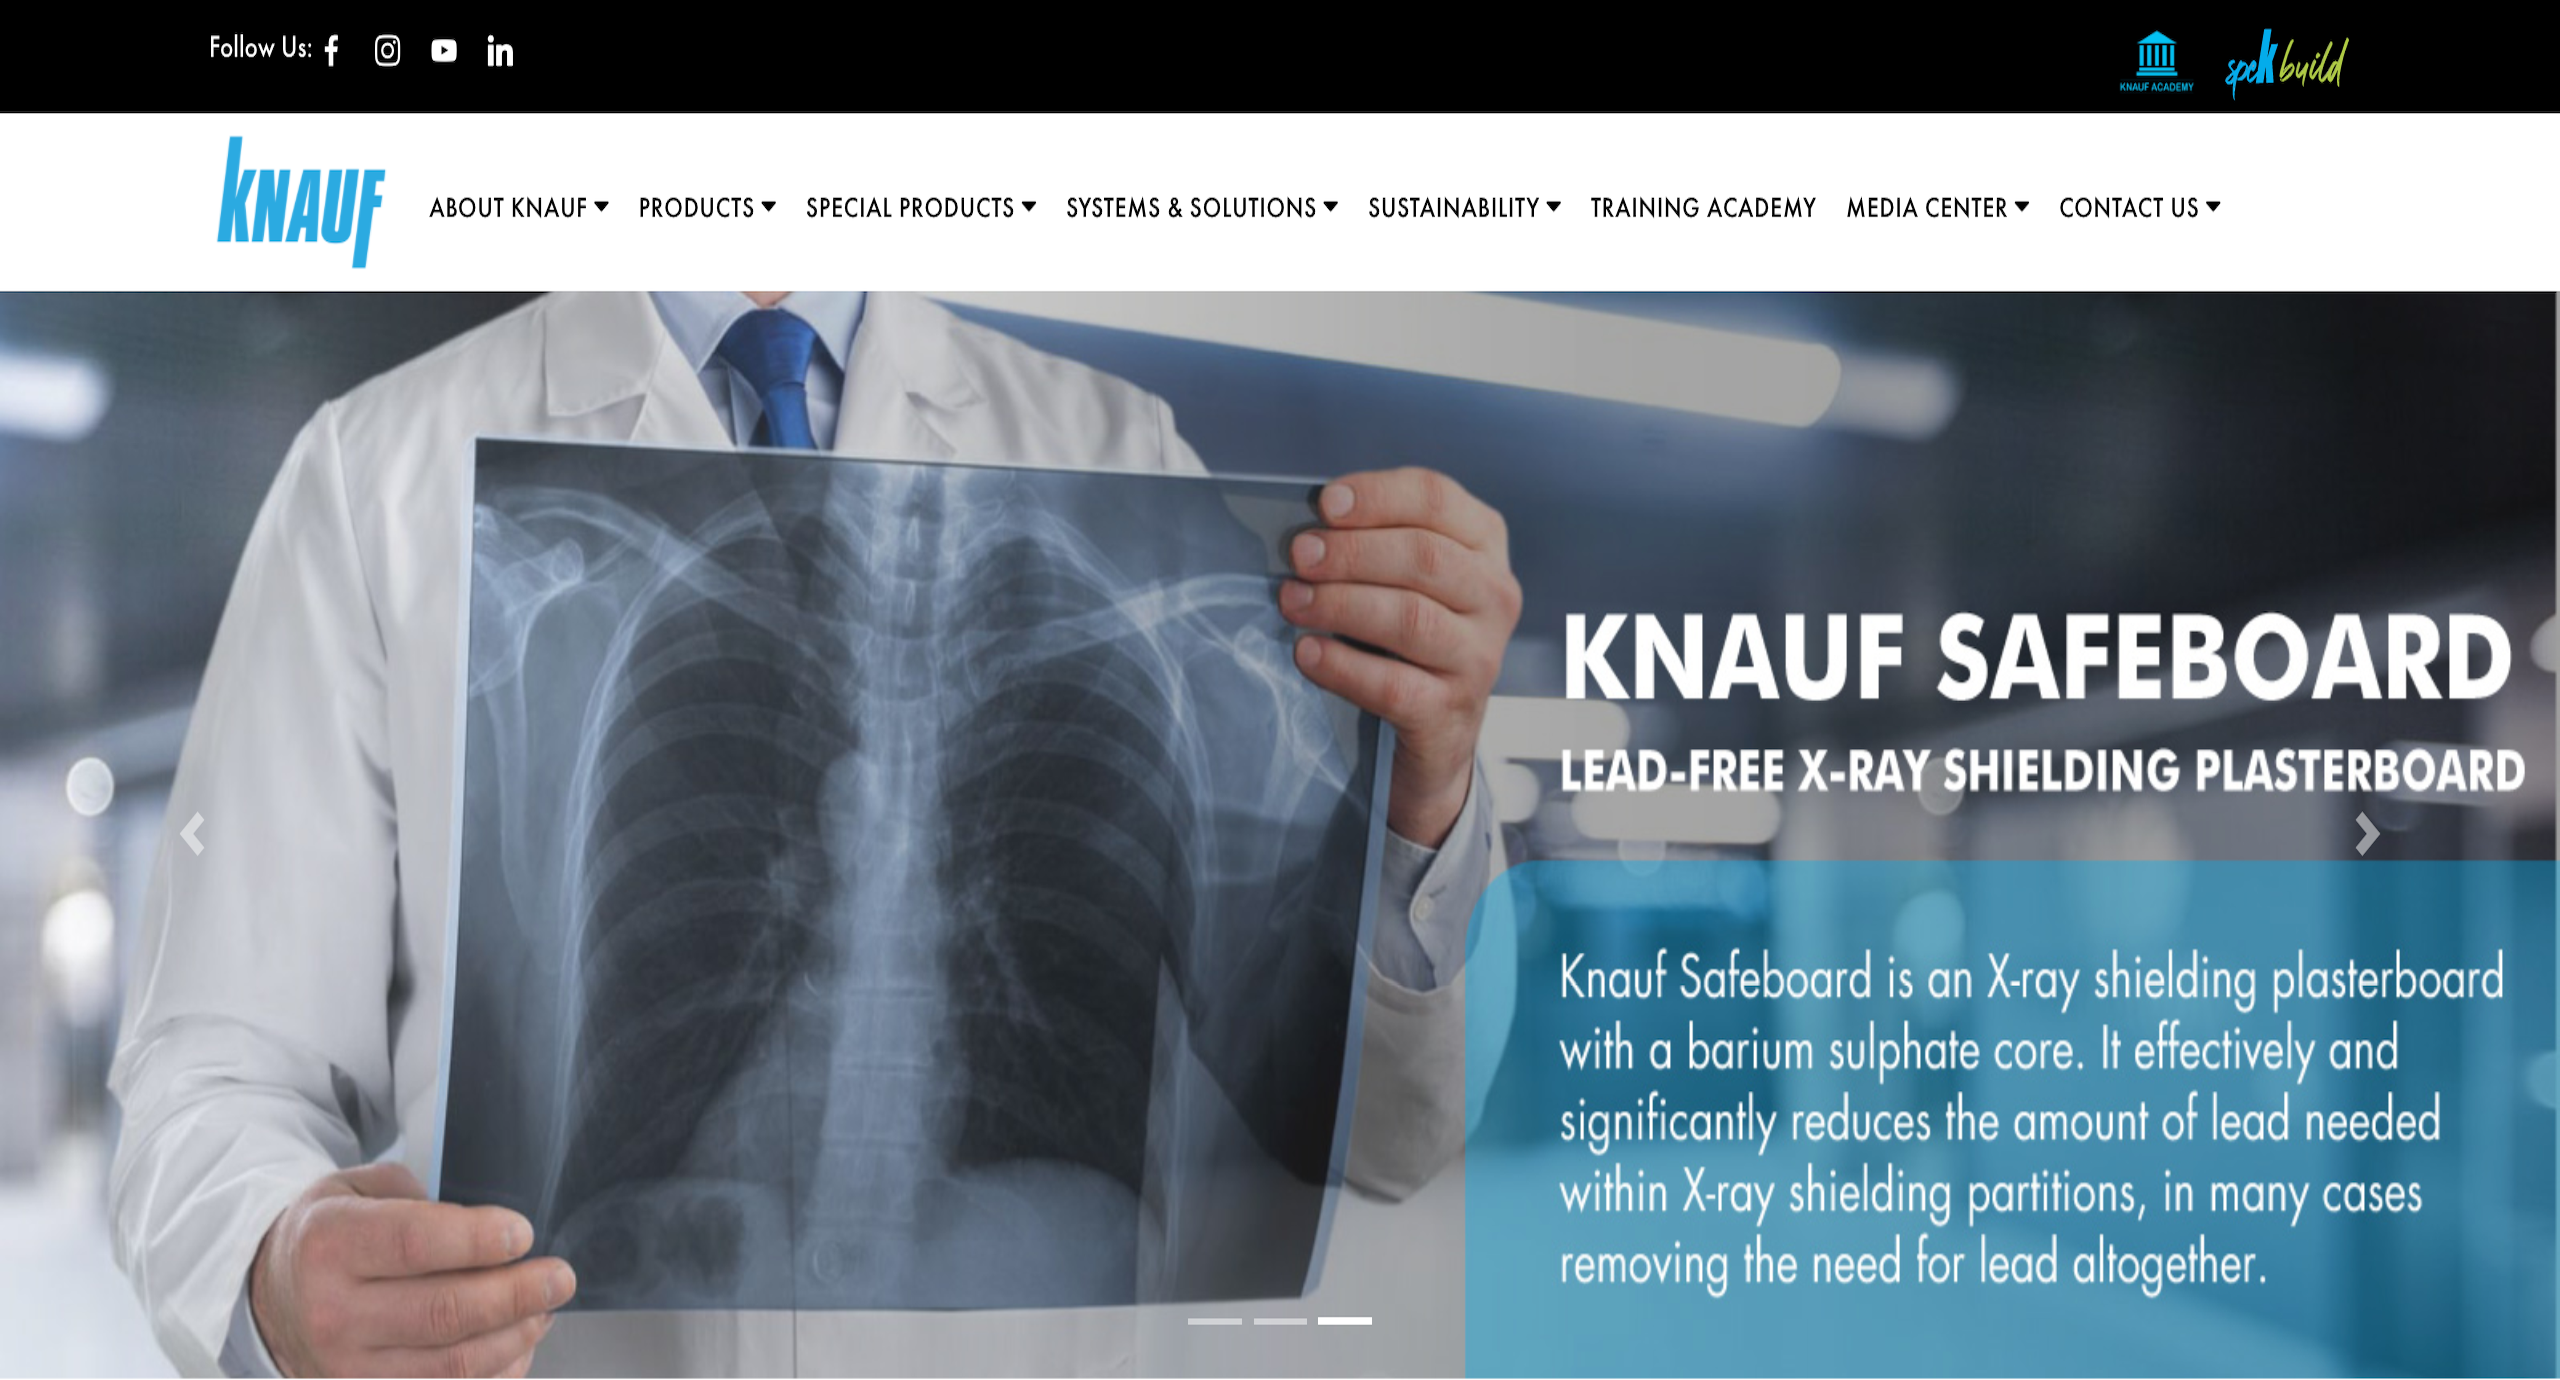 Follow Us:
KNAUF ACADEMY
spekbuild
KNAUF
ABOUT KNAUF
PRODUCTS
SPECIAL PRODUCTS
SYSTEMS & SOLUTIONS
SUSTAINABILITY
TRAINING ACADEMY
MEDIA CENTER
CONTACT US
KNAUF SAFEBOARD
LEAD-FREE X-RAY SHIELDING PLASTERBOARD
Knauf Safeboard is an X-ray shielding plasterboard
with a barium sulphate core. It effectively and
significantly reduces the amount of lead needed
within X-ray shielding partitions, in many cases
removing the need for lead altogether.